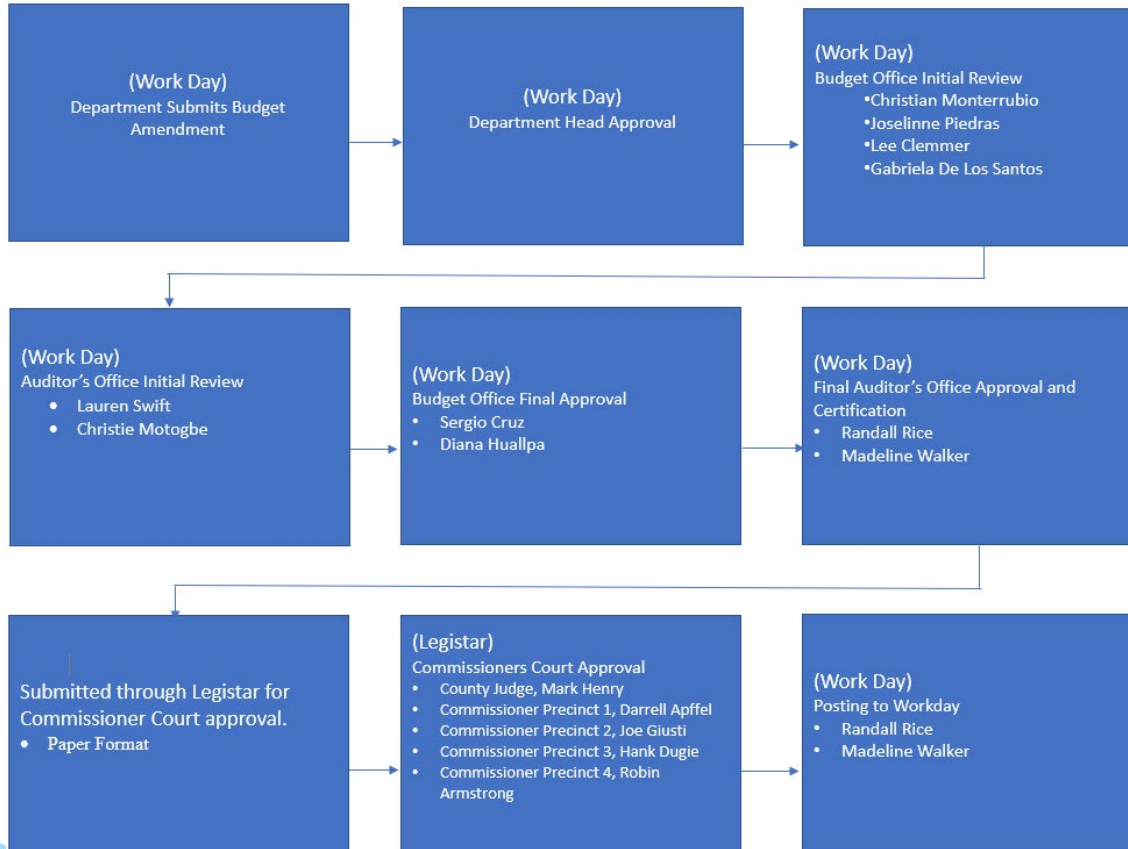 (Work Day)
Department Submits Budget
Amendment
(Work Day)
Department Head Approval
(Work Day)
Budget Office Initial Review
•Christian Monterrubio
•Joselinne Piedras
•Lee Clemmer
•Gabriela De Los Santos
(Work Day)
Auditor’s Office Initial Review
• Lauren Swift
• Christie Motogbe
(Work Day)
Budget Office Final Approval
• Sergio Cruz
• Diana Huallpa
(Work Day)
Final Auditor’s Office Approval and
Certification
• Randall Rice
• Madeline Walker
Submitted through Legistar for
Commissioner Court approval.
• Paper Format
(Legistar)
Commissioners Court Approval
• County Judge, Mark Henry
• Commissioner Precinct 1, Darrell Apffel
• Commissioner Precinct 2, Joe Giusti
• Commissioner Precinct 3, Hank Dugie
• Commissioner Precinct 4, Robin
Armstrong
(Work Day)
Posting to Workday
• Randall Rice
• Madeline Walker